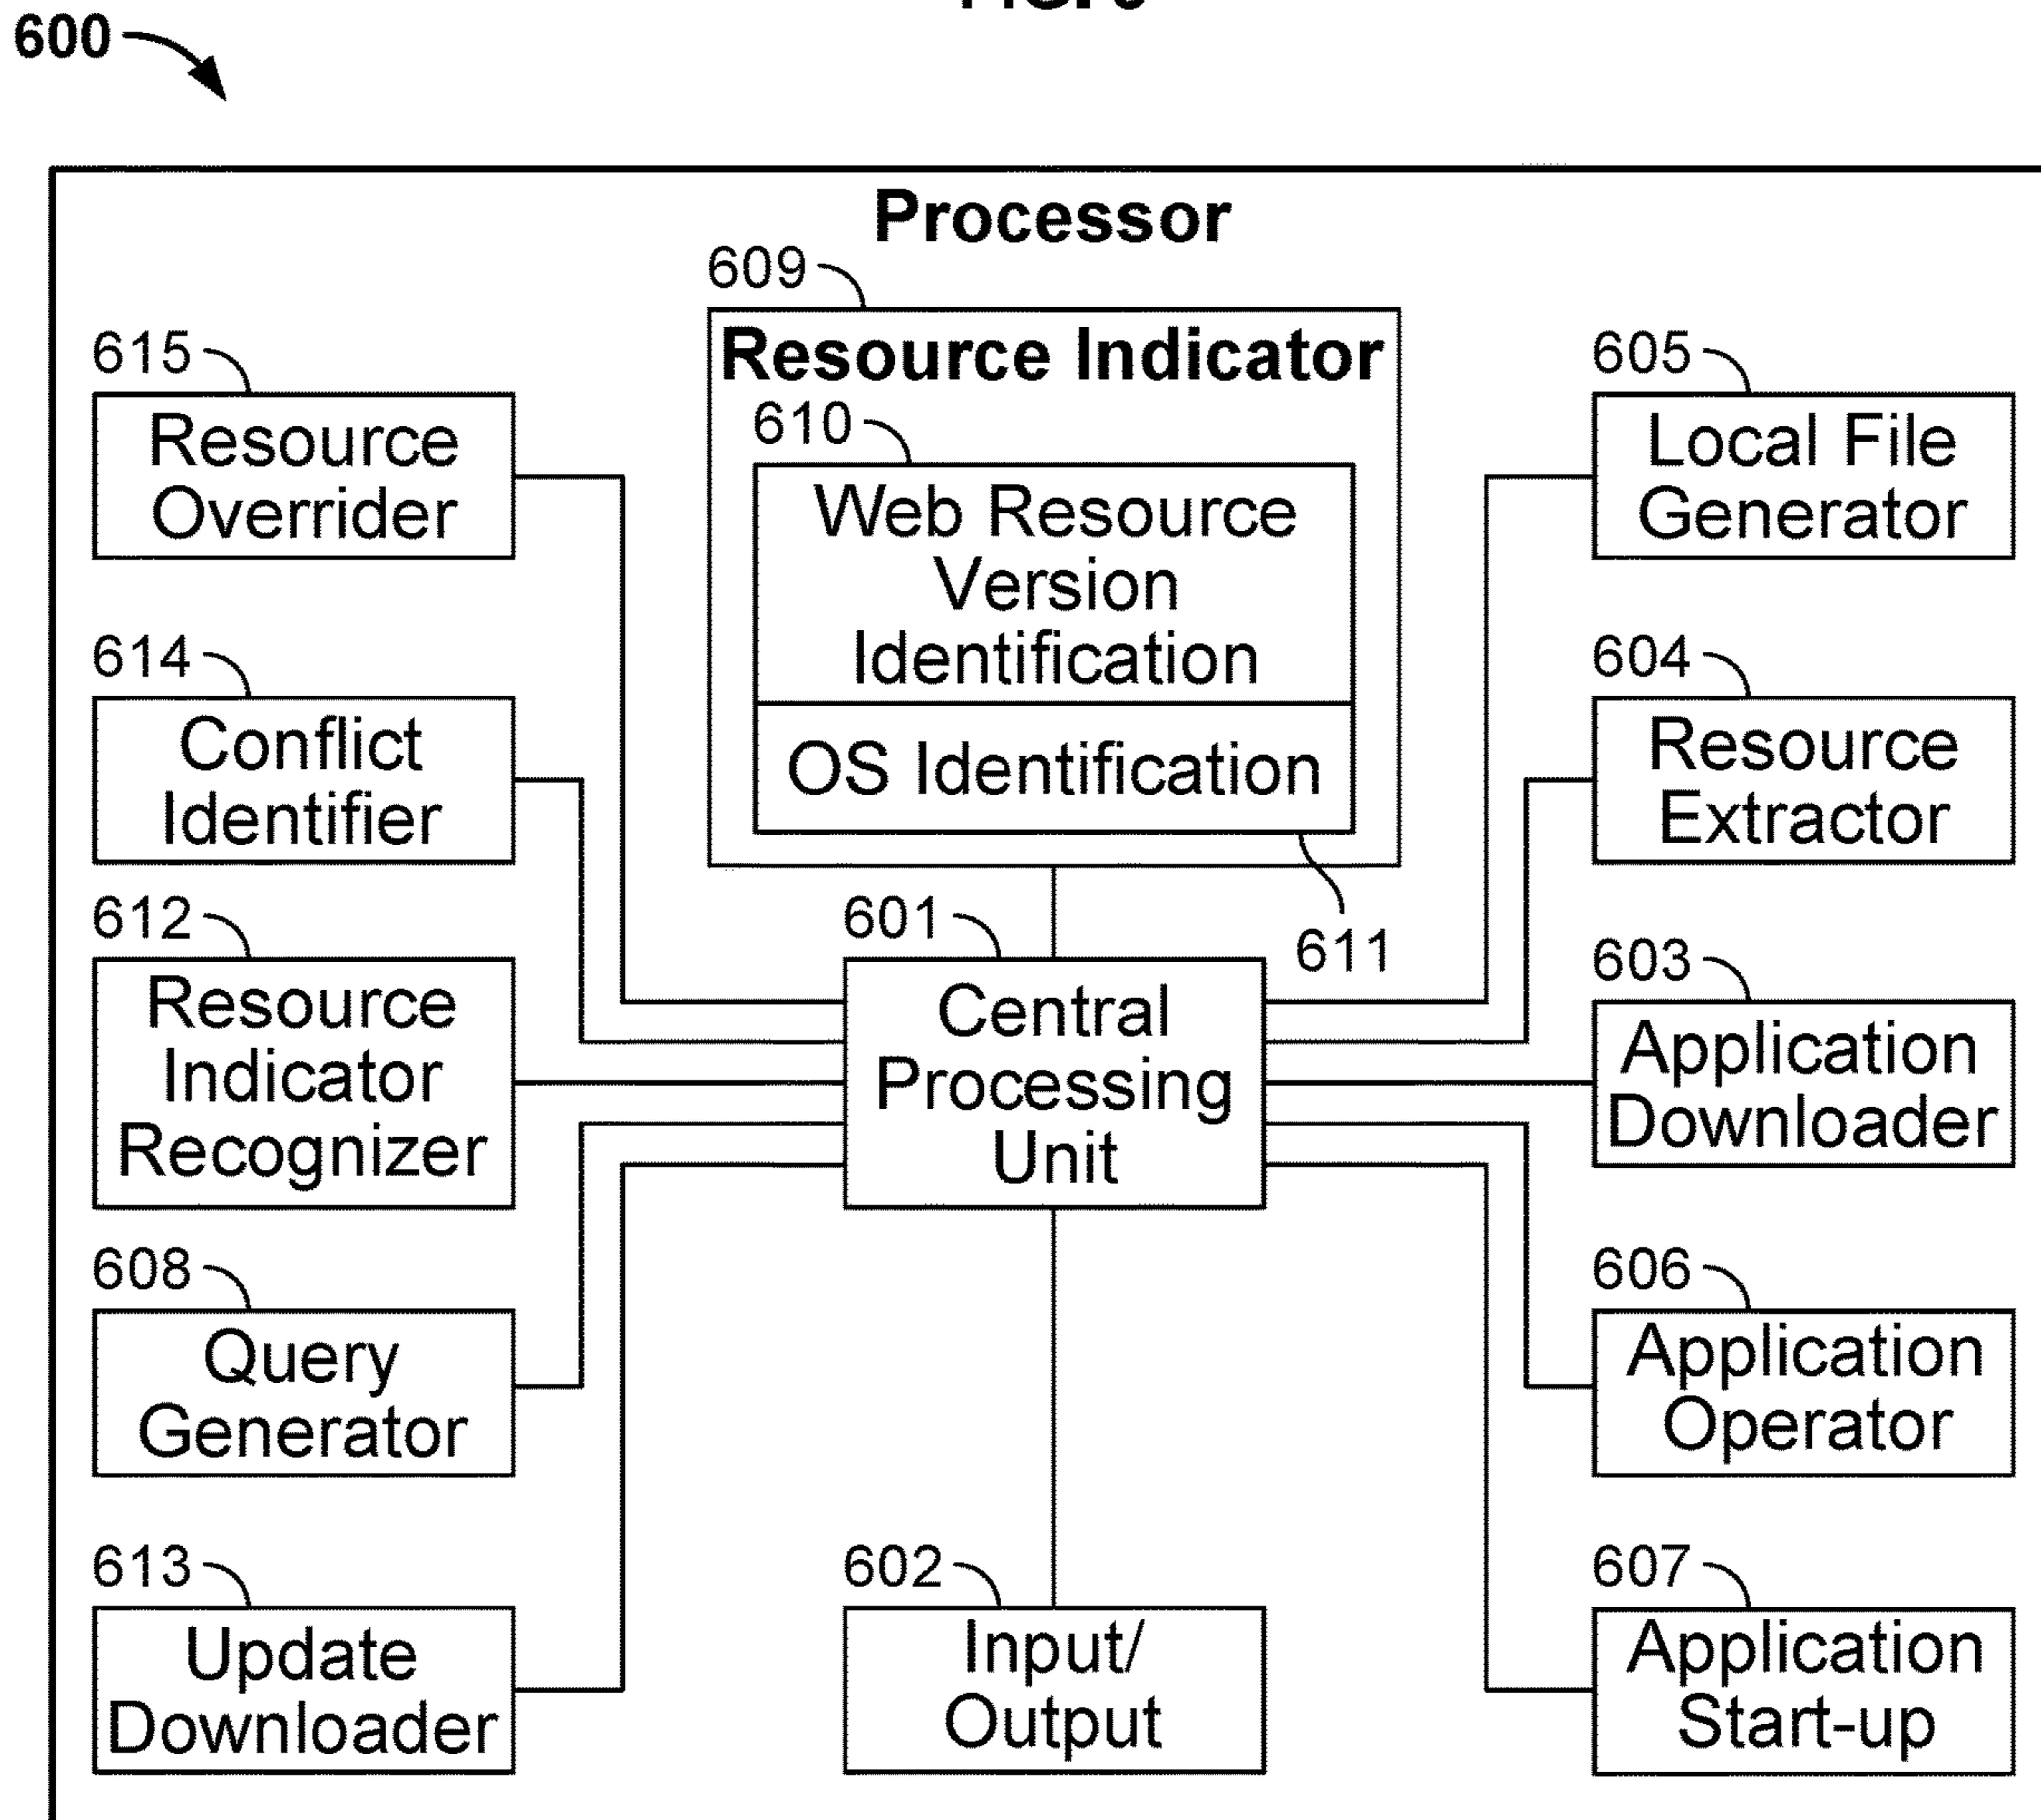 600
Processor
609
Resource Indicator
610
Web Resource
Version
Identification
OS Identification
611
615
Resource
Overrider
614
Conflict
Identifier
612
Resource
Indicator
Recognizer
608
Query
Generator
613
Update
Downloader
601
Central
Processing
Unit
602
Input/
Output
605
Local File
Generator
604
Resource
Extractor
603
Application
Downloader
606
Application
Operator
607
Application
Start-up